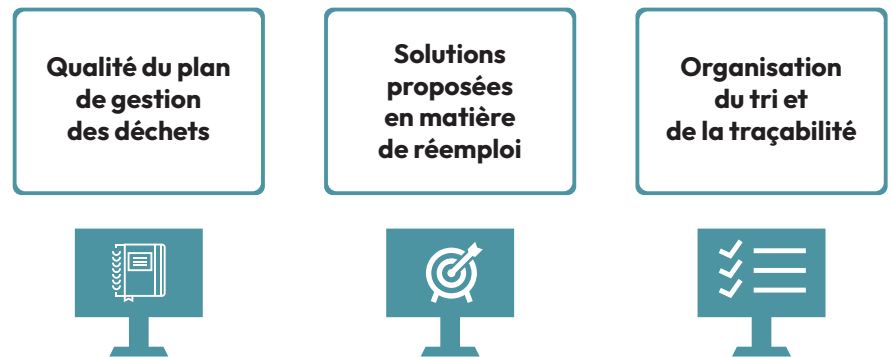 Qualité du plan
de gestion
des déchets
Solutions
proposées
en matière
de réemploi
Organisation
du tri et
de la traçabilité